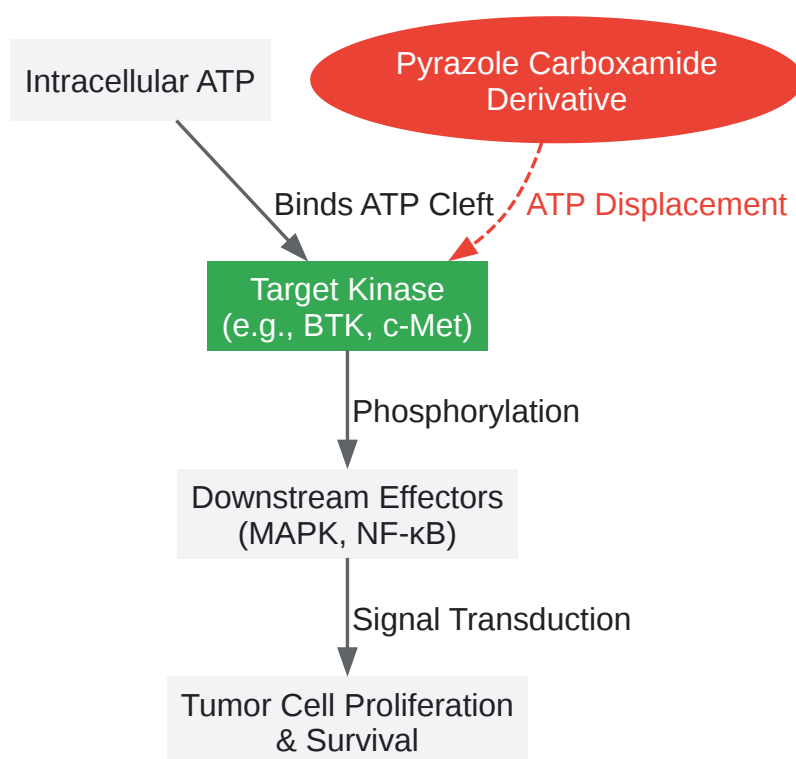 Intracellular ATP
Pyrazole Carboxamide
Derivative
Binds ATP Cleft
ATP Displacement
Target Kinase
(e.g., BTK, c-Met)
Phosphorylation
Downstream Effectors
(MAPK, NF-κB)
Signal Transduction
Tumor Cell Proliferation
& Survival